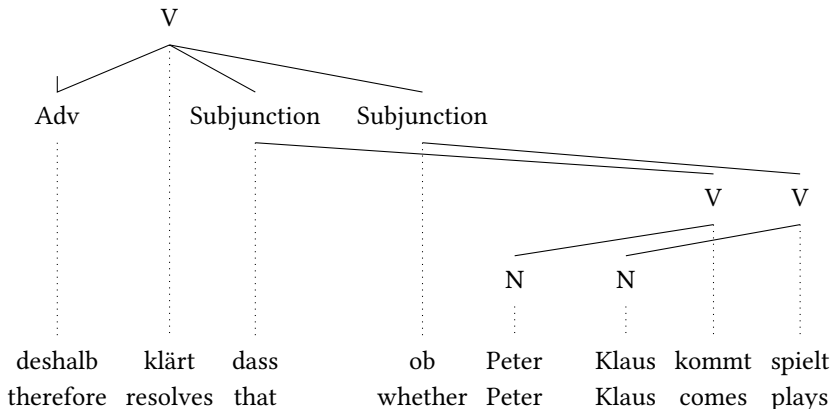 V
Adv Subjunction Subjunction
V V
N N
deshalb klärt dass ob Peter Klaus kommt spielt
therefore resolves that whether Peter Klaus comes plays